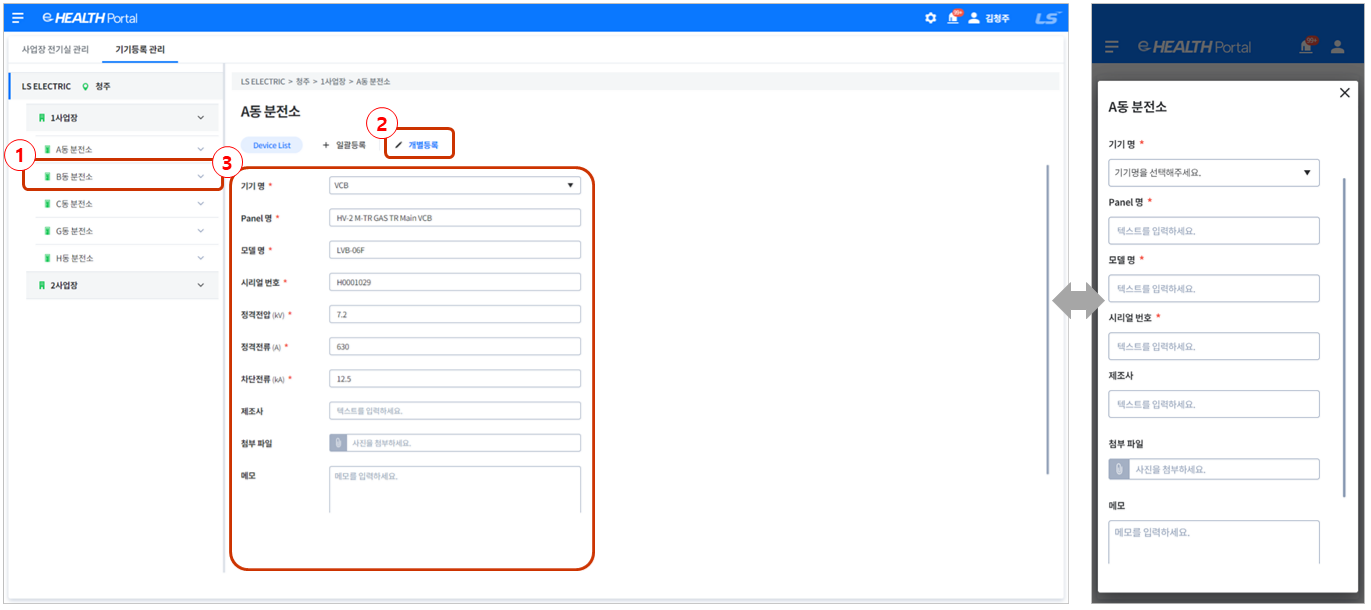 HEALTH Portal
99+
김청주
LS
사업장 전기실 관리
기기등록 관리
LS ELECTRIC 청주
1사업장
A동 분전소
B동 분전소
C동 분전소
G동 분전소
H동 분전소
2사업장
1
LS ELECTRIC > 청주 > 1사업장 > A동 분전소
A동 분전소
2
Device List
+ 일괄등록
개별등록
3
기기 명 *
VCB
Panel 명 *
HV-2 M-TR GAS TR Main VCB
모델 명 *
LVB-06F
시리얼 번호 *
H0001029
정격전압 (kV) *
7.2
정격전류 (A) *
630
차단전류 (kA) *
12.5
제조사
텍스트를 입력하세요.
첨부 파일
사진을 첨부하세요.
메모
메모를 입력하세요.
HEALTH Portal
99+
A동 분전소
기기 명 *
기기명을 선택해주세요.
Panel 명 *
텍스트를 입력하세요.
모델 명 *
텍스트를 입력하세요.
시리얼 번호 *
텍스트를 입력하세요.
제조사
텍스트를 입력하세요.
첨부 파일
사진을 첨부하세요.
메모
메모를 입력하세요.